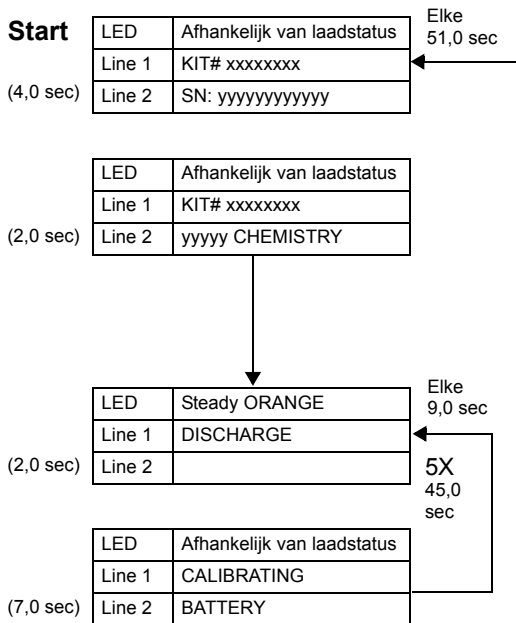 Start
LED Afhankelijk van laadstatus
Line 1 KIT# xxxxxxxx
(4,0 sec) Line 2 SN: yyyyyyyyyyyy
Elke
51,0 sec
LED Afhankelijk van laadstatus
Line 1 KIT# xxxxxxxx
(2,0 sec) Line 2 yyyyy CHEMISTRY
LED Steady ORANGE
Line 1 DISCHARGE
(2,0 sec) Line 2
Elke
9,0 sec
5X
45,0
sec
LED Afhankelijk van laadstatus
Line 1 CALIBRATING
(7,0 sec) Line 2 BATTERY